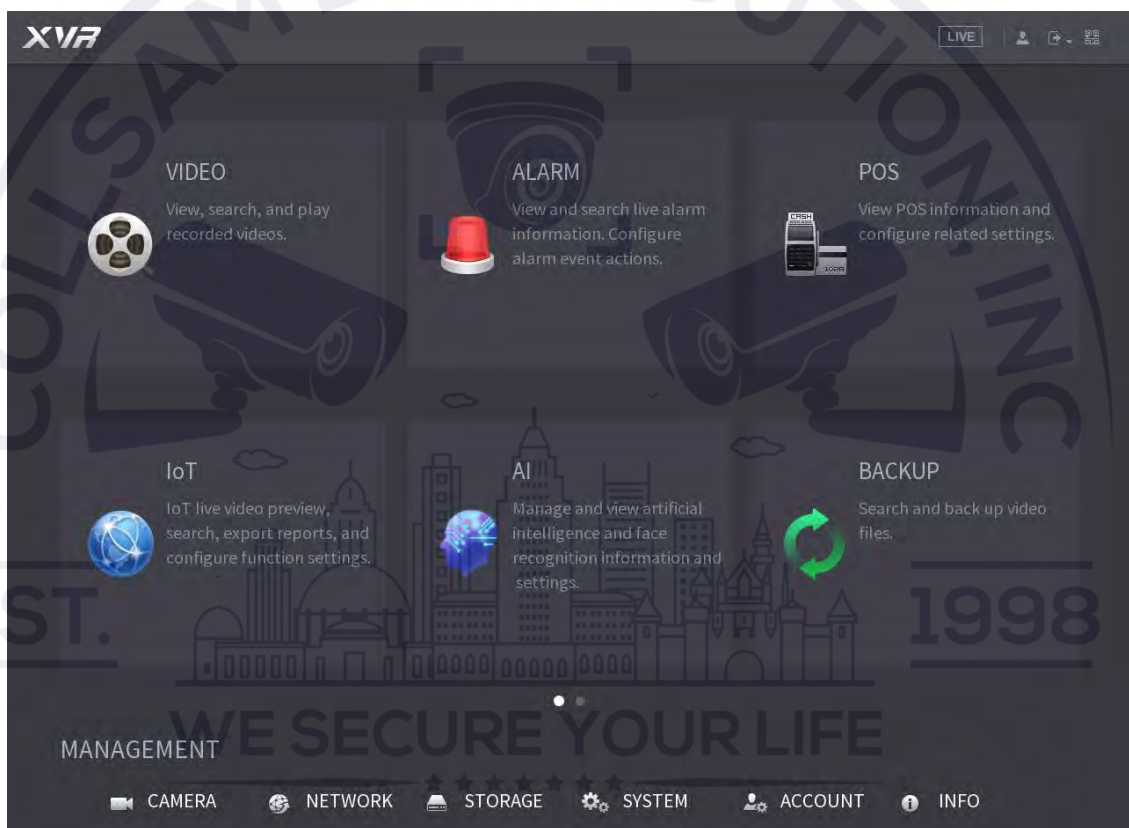 XVR
LIVE
VIDEO
View, search, and play
recorded videos.
ALARM
View and search live alarm
information. Configure
alarm event actions.
POS
View POS information and
configure related settings.
CASH
IoT
IoT live video preview,
search, export reports, and
configure function settings.
AI
Manage and view artificial
intelligence and face
recognition information and
settings.
BACKUP
Search and back up video
files.
ST.
1998
WE SECURE YOUR LIFE
MANAGEMENT
CAMERA NETWORK STORAGE SYSTEM ACCOUNT INFO